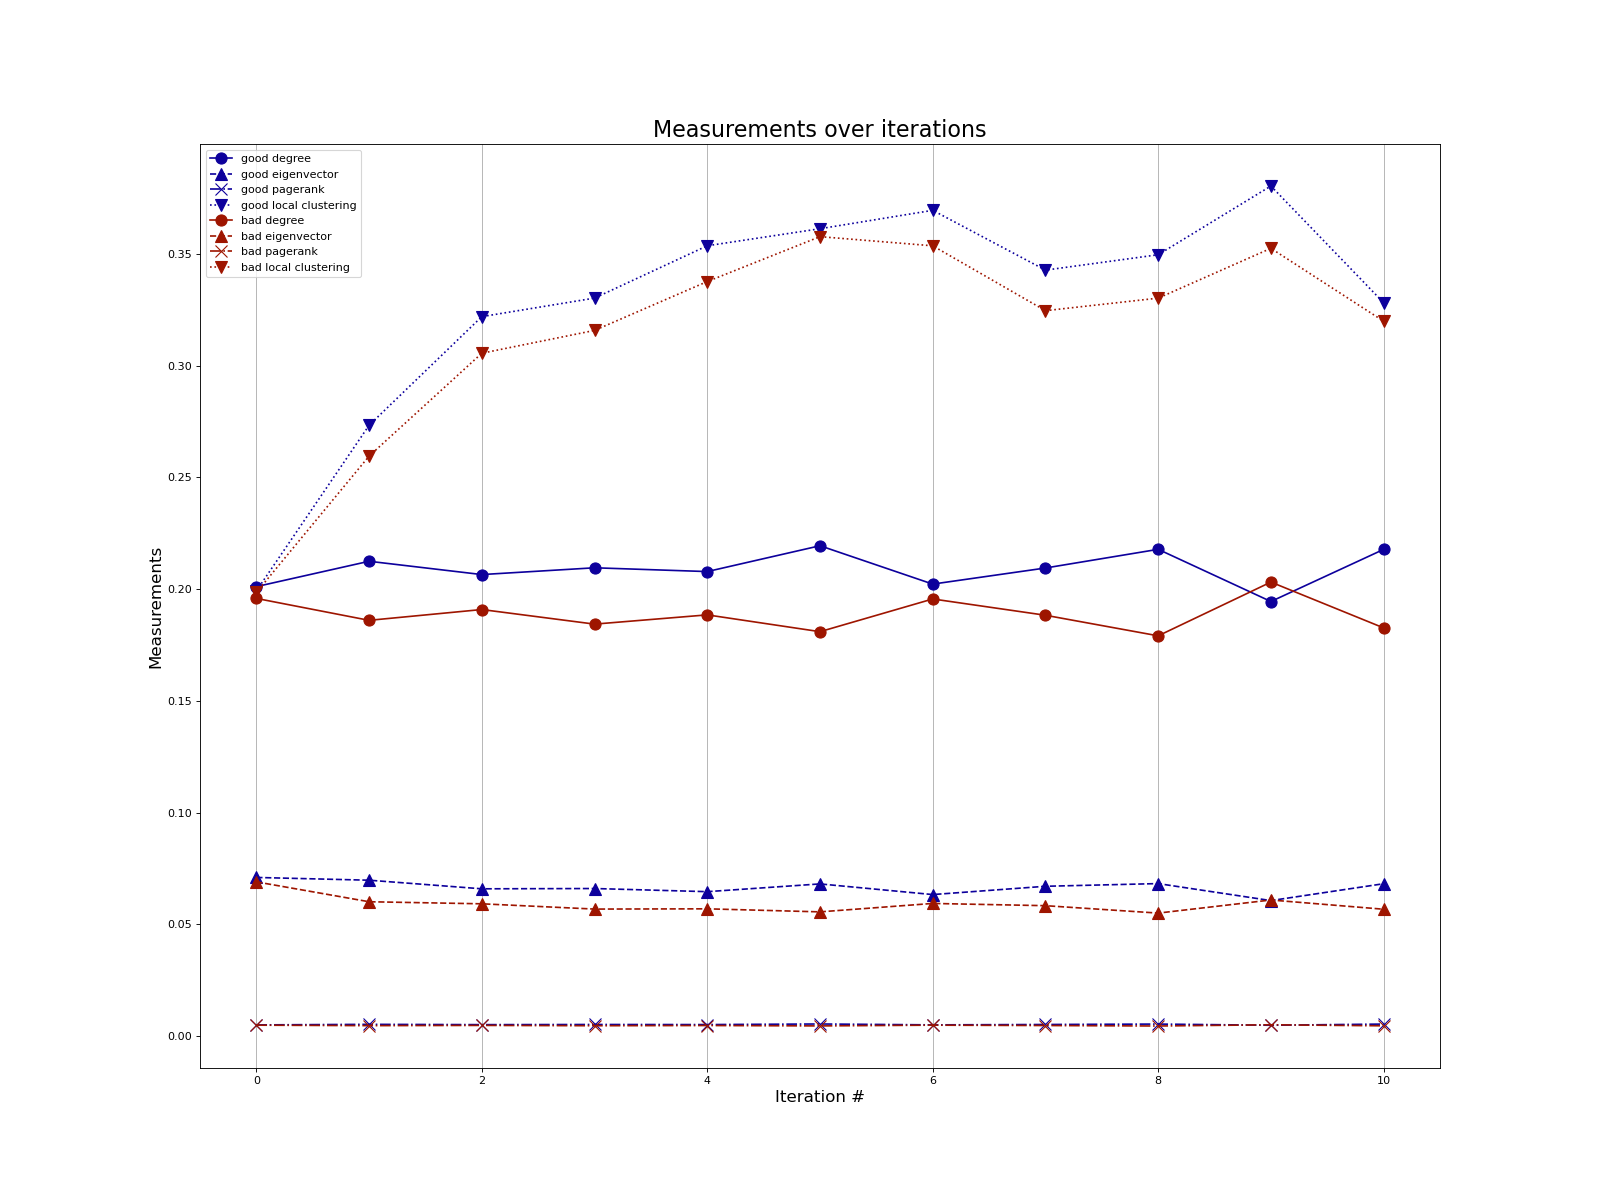 Measurements over iterations
good degree
good eigenvector
good pagerank
good local clustering
bad degree
bad eigenvector
bad pagerank
bad local clustering
0.35
0.30
0.25
0.20
0.15
0.10
0.05
0.00
Measurements
0 2 4 6 8 10
Iteration #